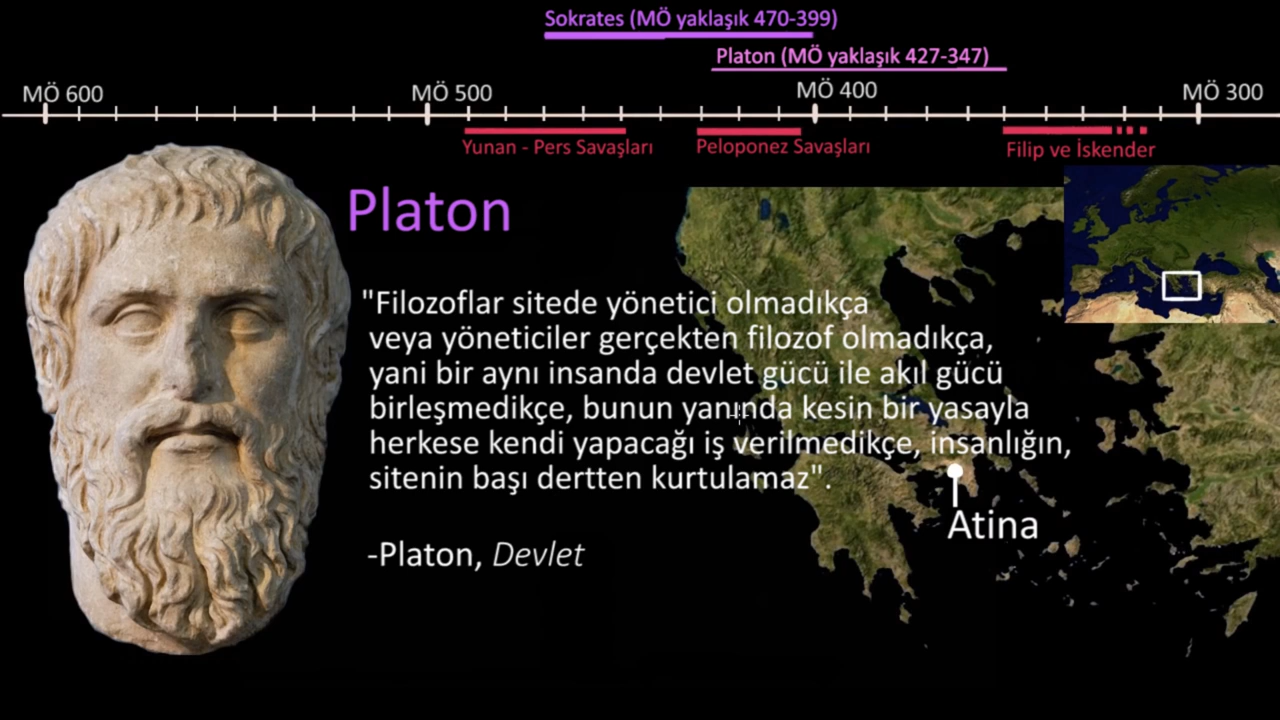 Sokrates (MÖ yaklaşık 470-399)
Platon (MÖ yaklaşık 427-347)
MÖ 600 MÖ 500 MÖ 400 MÖ 300
Yunan - Pers Savaşları Peloponez Savaşları Filip ve İskender
Platon
"Filozoflar sitede yönetici olmadıkça
veya yöneticiler gerçekten filozof olmadıkça,
yani bir aynı insanda devlet gücü ile akıl gücü
birleşmedikçe, bunun yanında kesin bir yasayla
herkese kendi yapacağı iş verilmedikçe, insanlığın,
sitenin başı dertten kurtulamaz".
Atina
-Platon, Devlet